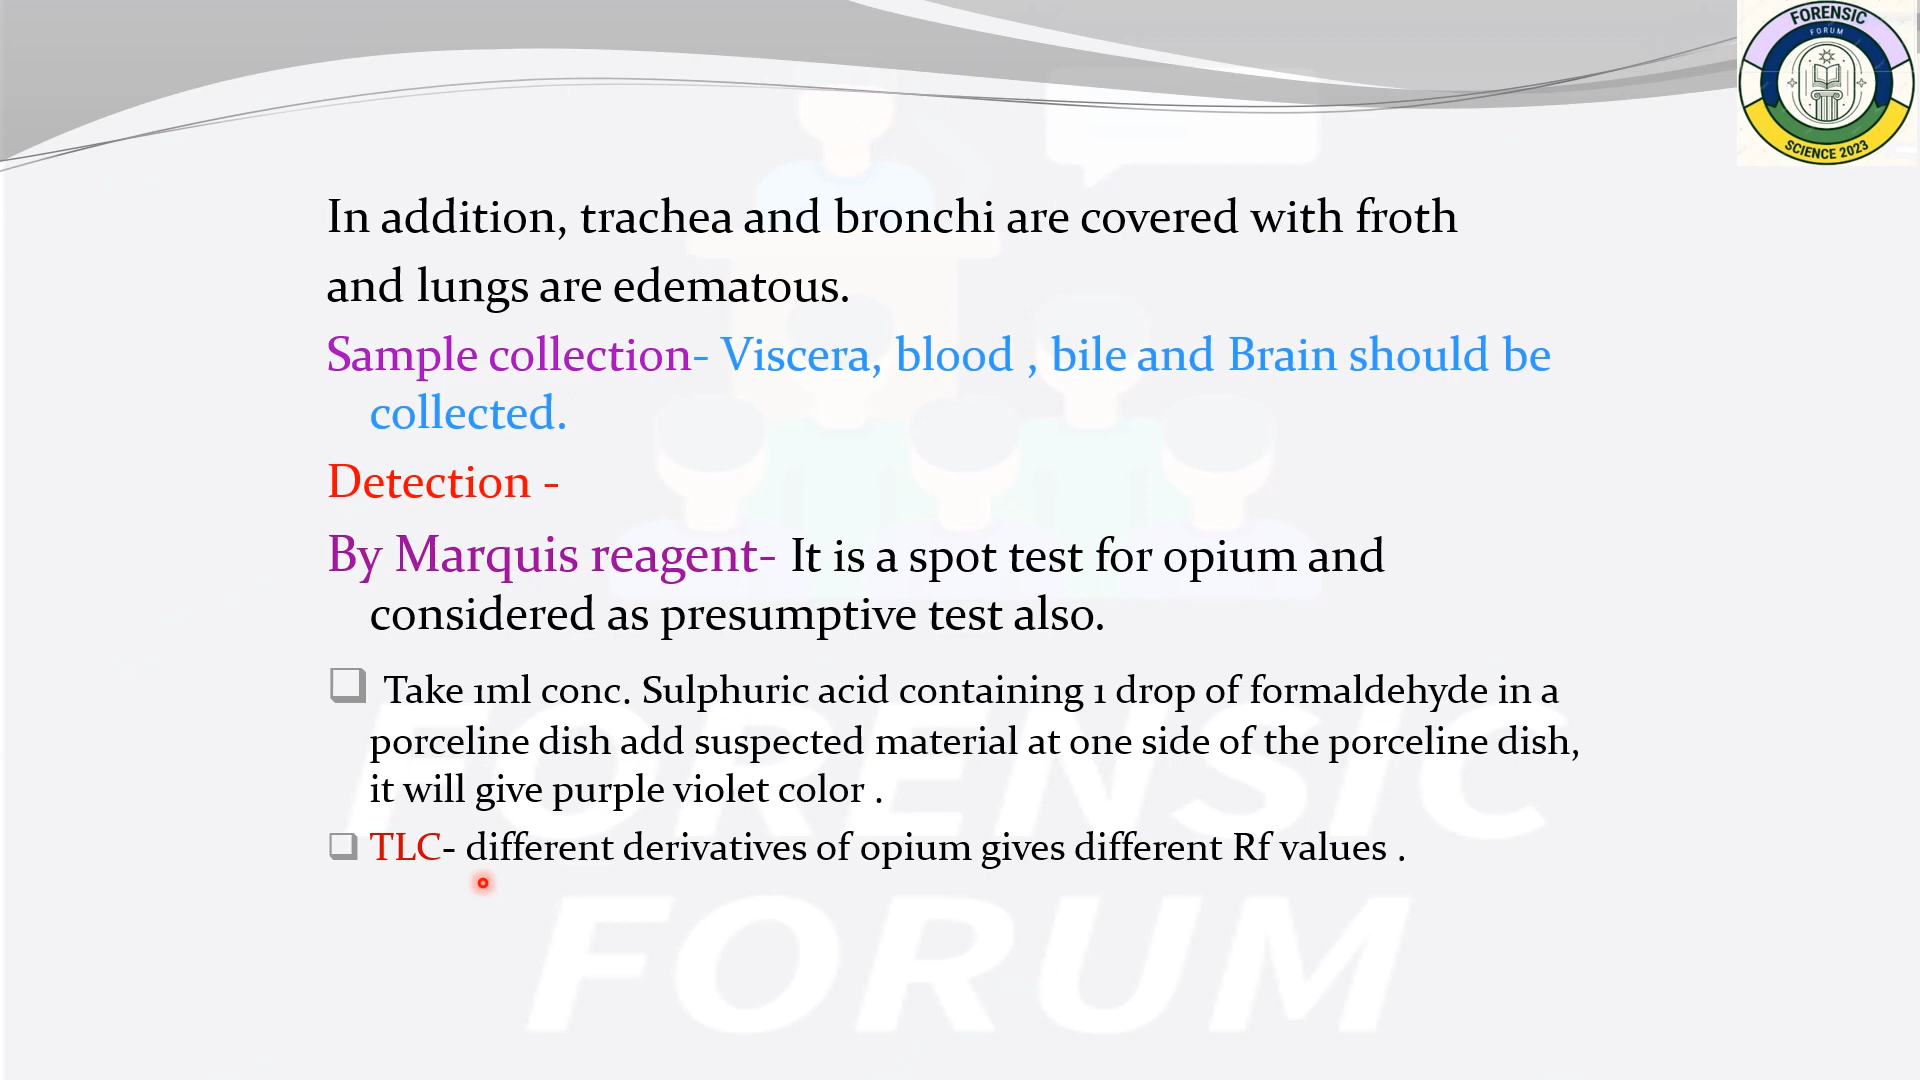 FORENSIC
FORUM
SCIENCE 2023
In addition, trachea and bronchi are covered with froth
and lungs are edematous.
Sample collection- Viscera, blood , bile and Brain should be
collected.
Detection -
By Marquis reagent- It is a spot test for opium and
considered as presumptive test also.
Take 1ml conc. Sulphuric acid containing 1 drop of formaldehyde in a
porceline dish add suspected material at one side of the porceline dish,
it will give purple violet color .
TLC- different derivatives of opium gives different Rf values .
FORENSIC
FORUM